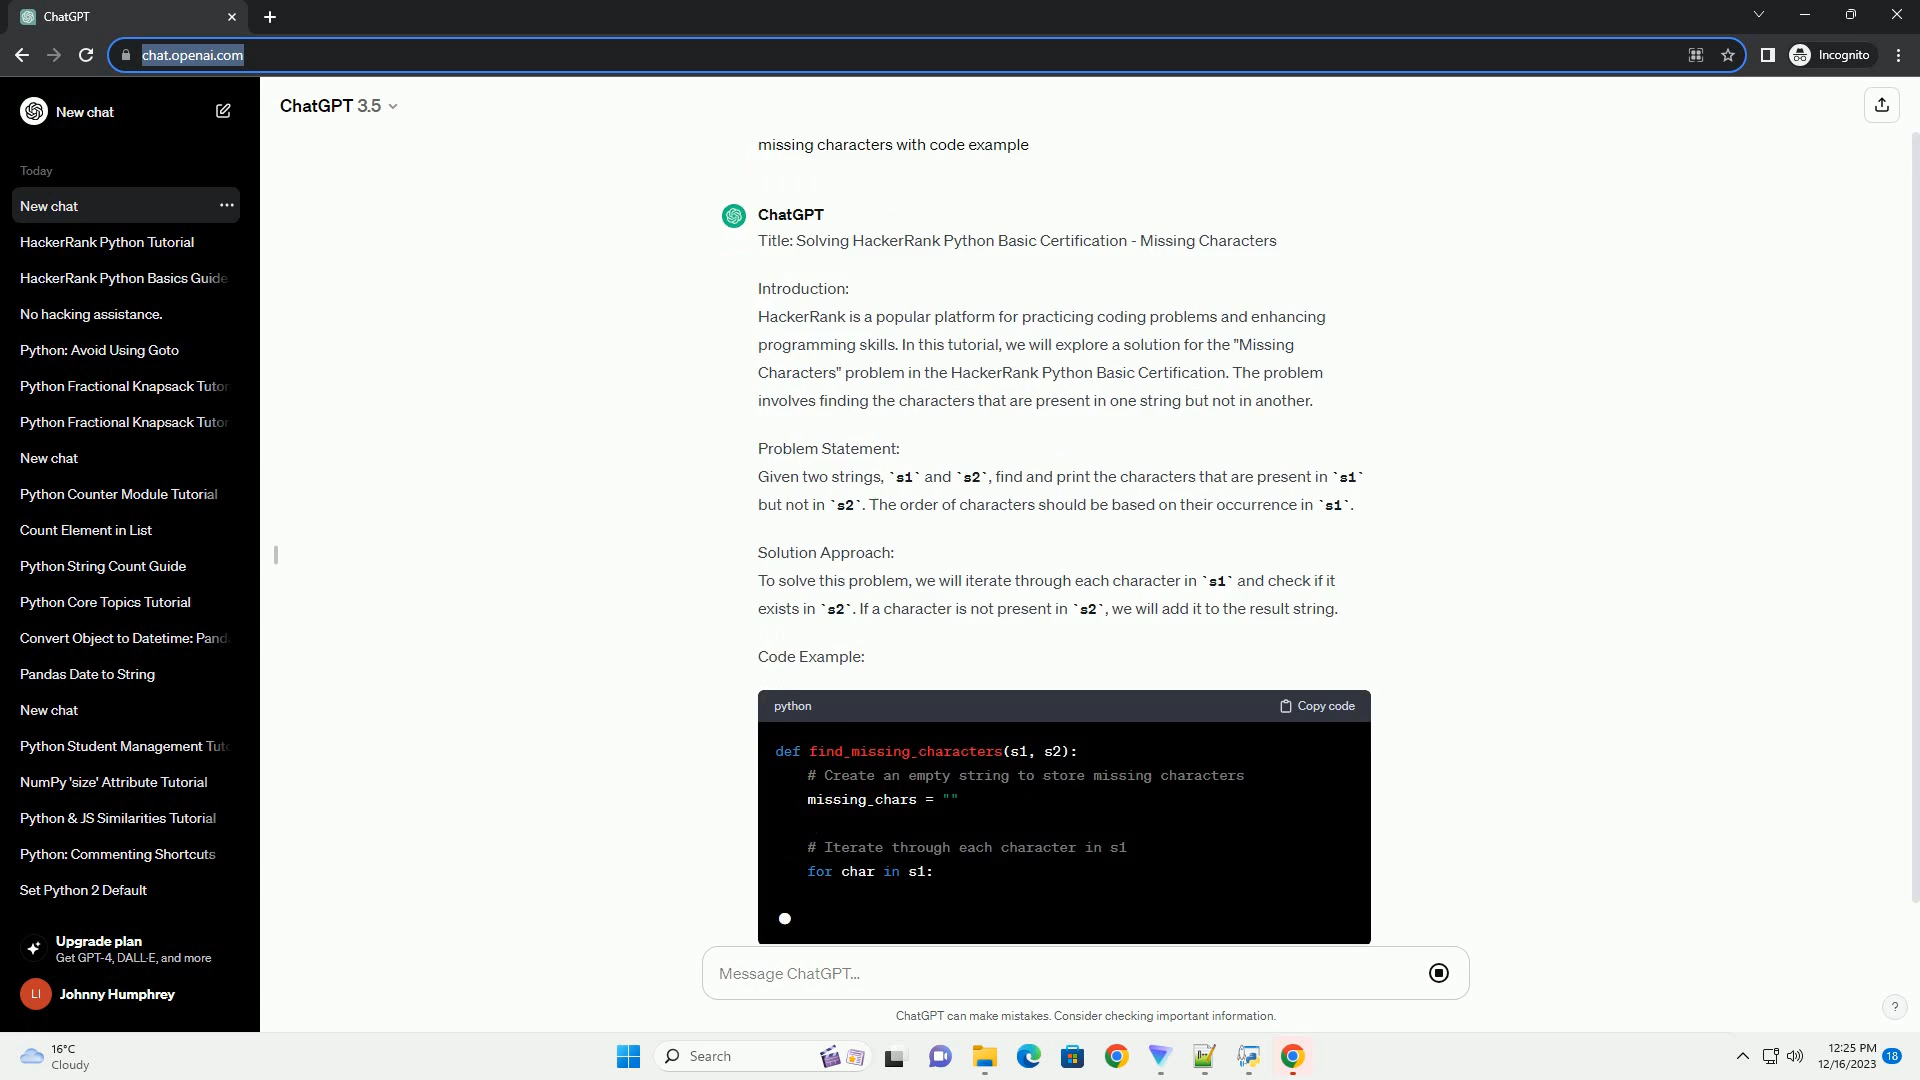 ChatGPT
chat.openai.com
Incognito
New chat
Today
New chat
HackerRank Python Tutorial
HackerRank Python Basics Guide
No hacking assistance.
Python: Avoid Using Goto
Python Fractional Knapsack Tutor
Python Fractional Knapsack Tutor
New chat
Python Counter Module Tutorial
Count Element in List
Python String Count Guide
Python Core Topics Tutorial
Convert Object to Datetime: Panda
Pandas Date to String
New chat
Python Student Management Tuto
NumPy 'size' Attribute Tutorial
Python & JS Similarities Tutorial
Python: Commenting Shortcuts
Set Python 2 Default
Upgrade plan
Get GPT-4, DALL·E, and more
LI
Johnny Humphrey
ChatGPT 3.5
missing characters with code example
ChatGPT
Title: Solving HackerRank Python Basic Certification - Missing Characters
Introduction:
HackerRank is a popular platform for practicing coding problems and enhancing
programming skills. In this tutorial, we will explore a solution for the "Missing
Characters" problem in the HackerRank Python Basic Certification. The problem
involves finding the characters that are present in one string but not in another.
Problem Statement:
Given two strings, `s1` and `s2`, find and print the characters that are present in `s1`
but not in `s2`. The order of characters should be based on their occurrence in `s1`.
Solution Approach:
To solve this problem, we will iterate through each character in `s1` and check if it
exists in `s2`. If a character is not present in `s2`, we will add it to the result string.
Code Example:
python
Copy code
def find_missing_characters(s1, s2):
# Create an empty string to store missing characters
missing_chars = ""
# Iterate through each character in s1
for char in s1:
Message ChatGPT...
ChatGPT can make mistakes. Consider checking important information.
?
16°C
Cloudy
Search
12:25 PM
12/16/2023
18